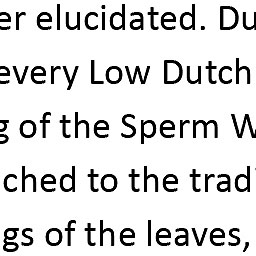 er elucidated. Du
every Low Dutch
g of the Sperm W
ched to the trad
gs of the leaves,